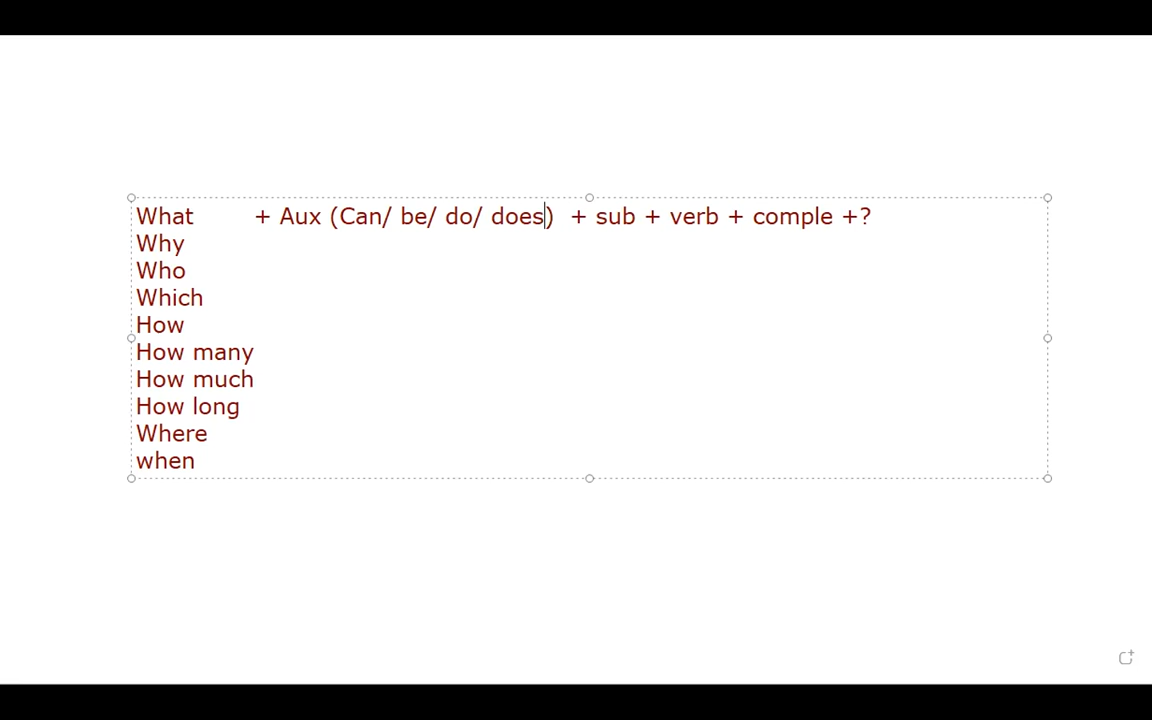 What + Aux (Can/ be/ do/ does) + sub + verb + comple +?
Why
Who
Which
How
How many
How much
How long
Where
when